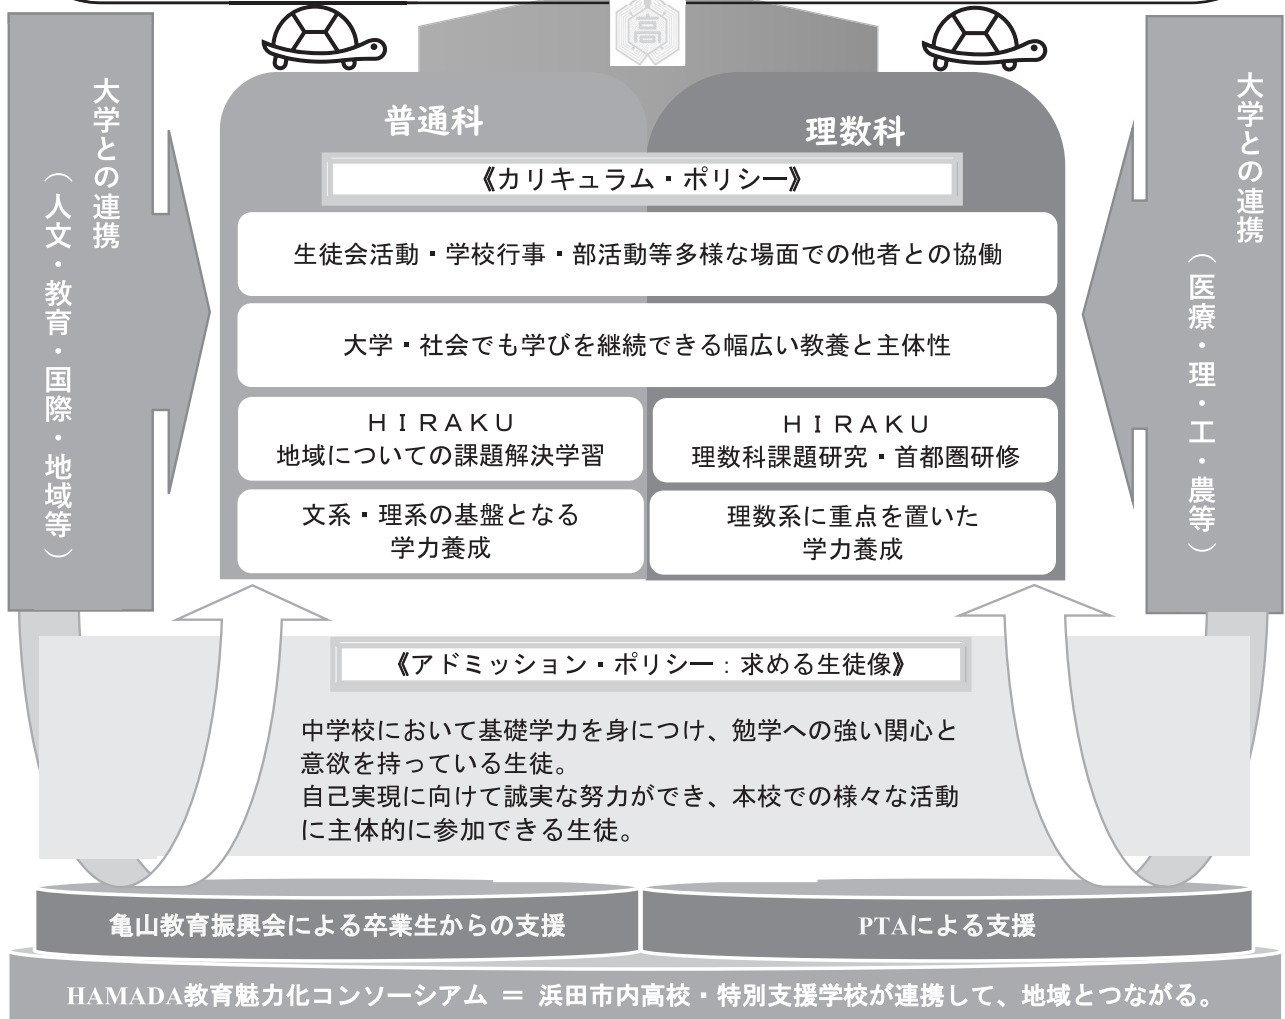 高
大学との連携
（人文・教育・国際・地域等）
普通科
理数科
《カリキュラム・ポリシー》
生徒会活動・学校行事・部活動等多様な場面での他者との協働
大学・社会でも学びを継続できる幅広い教養と主体性
ＨＩＲＡＫＵ
地域についての課題解決学習
ＨＩＲＡＫＵ
理数科課題研究・首都圏研修
文系・理系の基盤となる
学力養成
理数系に重点を置いた
学力養成
大学との連携
（医療・理・工・農等）
《アドミッション・ポリシー：求める生徒像》
中学校において基礎学力を身につけ、勉学への強い関心と
意欲を持っている生徒。
自己実現に向けて誠実な努力ができ、本校での様々な活動
に主体的に参加できる生徒。
亀山教育振興会による卒業生からの支援
PTAによる支援
HAMADA教育魅力化コンソーシアム ＝ 浜田市内高校・特別支援学校が連携して、地域とつながる。